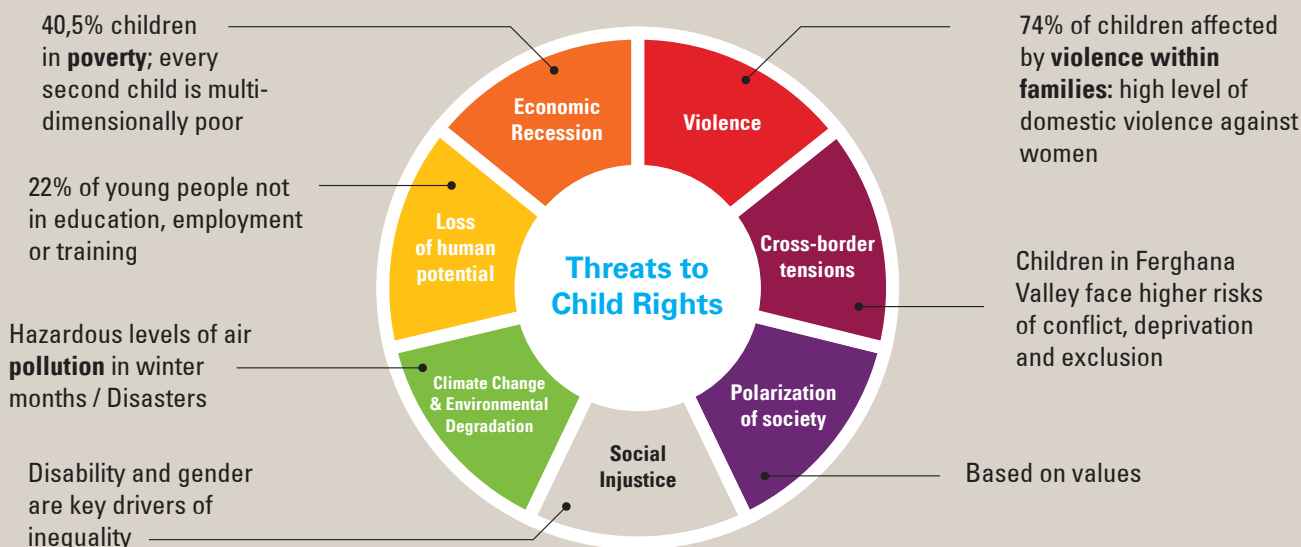 40,5% children
in poverty; every
second child is multi-
dimensionally poor
Economic
Recession
Violence
74% of children affected
by violence within
families: high level of
domestic violence against
women
22% of young people not
in education, employment
or training
Loss
of human
potential
Threats to
Child Rights
Cross-border
tensions
Children in Ferghana
Valley face higher risks
of conflict, deprivation
and exclusion
Hazardous levels of air
pollution in winter
months / Disasters
Climate Change
& Environmental
Degradation
Polarization
of society
Social
Injustice
Disability and gender
are key drivers of
inequality
Based on values